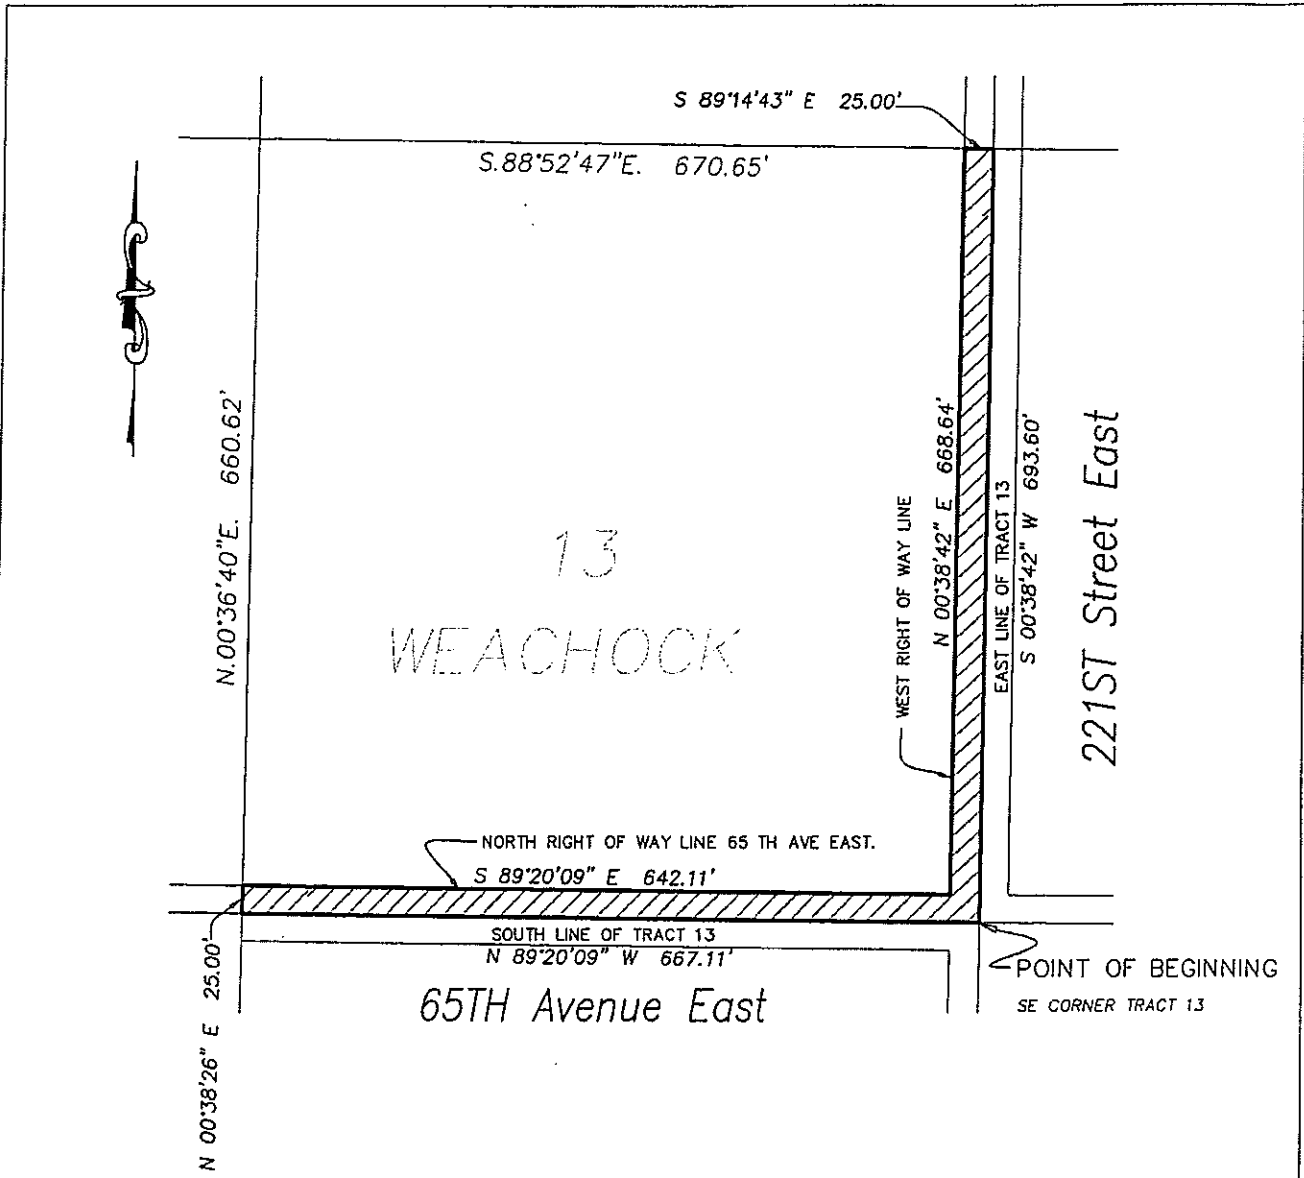 S 89°14'43" E 25.00'
S.88°52'47"E. 670.65'
N.00°36'40"E. 660.62'
13
WEACHOCK
WEST RIGHT OF WAY LINE
N 00°38'42" E 668.64'
EAST LINE OF TRACT 13
S 00°38'42" W 693.60'
221ST Street East
NORTH RIGHT OF WAY LINE 65 TH AVE EAST.
S 89°20'09" E 642.11'
SOUTH LINE OF TRACT 13
N 89°20'09" W 667.11'
65TH Avenue East
N 00°38'26" E 25.00'
POINT OF BEGINNING
SE CORNER TRACT 13